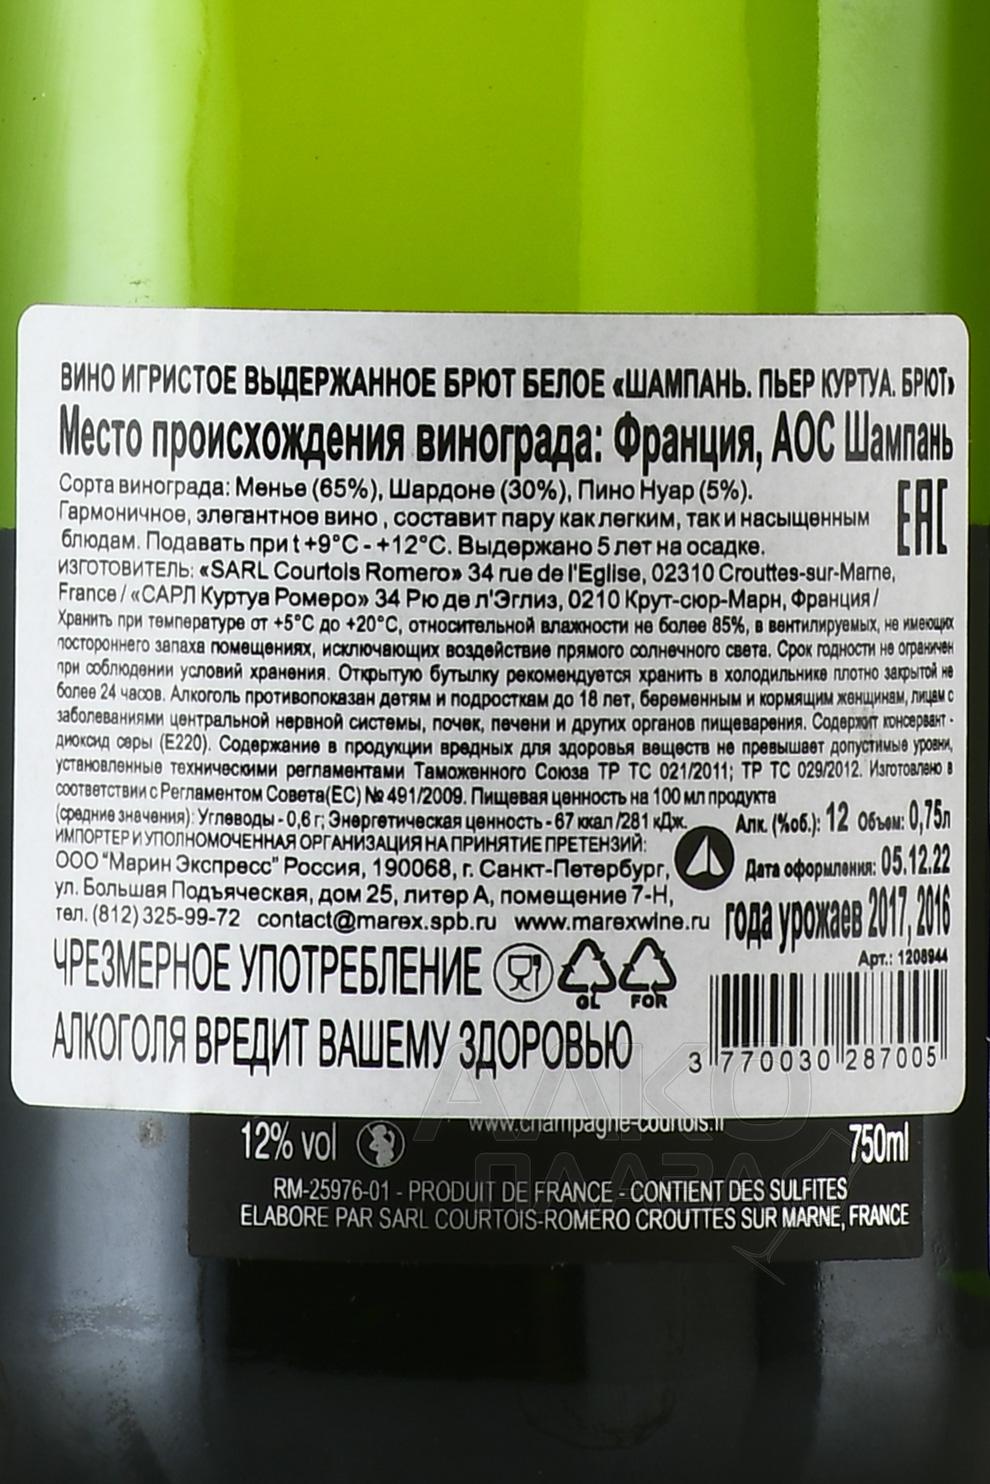 ВИНО ИГРИСТОЕ ВЫДЕРЖАННОЕ БРЮТ БЕЛОЕ «ШАМПАНЬ. ПЬЕР КУРТУА. БРЮТ»
Место происхождения винограда: Франция, АОС Шампань
Сорта винограда: Менье (65%), Шардоне (30%), Пино Нуар (5%).
Гармоничное, элегантное вино, составит пару как легким, так и насыщенным
блюдам. Подавать при t +9°C - +12°C. Выдержано 5 лет на осадке.
EAC
ИЗГОТОВИТЕЛЬ: «SARL Courtois Romero» 34 rue de l'Eglise, 02310 Crouttes-sur-Marne,
France / «САРЛ Куртуа Ромеро» 34 Рю де л'Эглиз, 0210 Крут-сюр-Марн, Франция /
Хранить при температуре от +5°C до +20°C, относительной влажности не более 85%, в вентилируемых, не имеющих
постороннего запаха помещениях, исключающих воздействие прямого солнечного света. Срок годности не ограничен
при соблюдении условий хранения. Открытую бутылку рекомендуется хранить в холодильнике плотно закрытой не
более 24 часов. Алкоголь противопоказан детям и подросткам до 18 лет, беременным и кормящим женщинам, лицам с
заболеваниями центральной нервной системы, почек, печени и других органов пищеварения. Содержит консервант -
диоксид серы (Е220). Содержание в продукции вредных для здоровья веществ не превышает допустимые уровни,
установленные техническими регламентами Таможенного Союза ТР ТС 021/2011; ТР ТС 029/2012. Изготовлено в
соответствии с Регламентом Совета(ЕС) № 491/2009. Пищевая ценность на 100 мл продукта
(средние значения): Углеводы - 0,6 г; Энергетическая ценность - 67 ккал /281 кДж.
Алк. (%об.): 12 Объем: 0,75л
ИМПОРТЕР И УПОЛНОМОЧЕННАЯ ОРГАНИЗАЦИЯ НА ПРИНЯТИЕ ПРЕТЕНЗИЙ:
ООО "Марин Экспресс" Россия, 190068, г. Санкт-Петербург,
Дата оформления: 05.12.22
ул. Большая Подъяческая, дом 25, литер А, помещение 7-Н,
тел. (812) 325-99-72 contact@marex.spb.ru www.marexwine.ru
года урожаев 2017, 2016
Арт.: 1208944
ЧРЕЗМЕРНОЕ УПОТРЕБЛЕНИЕ
GL FOR
АЛКОГОЛЯ ВРЕДИТ ВАШЕМУ ЗДОРОВЬЮ
3 770030 287005
www.champagne-courtois.fr
12% vol 750ml
RM-25976-01 - PRODUIT DE FRANCE - CONTIENT DES SULFITES
ELABORE PAR SARL COURTOIS-ROMERO CROUTTES SUR MARNE, FRANCE
АЛКО
ПЛАЗА